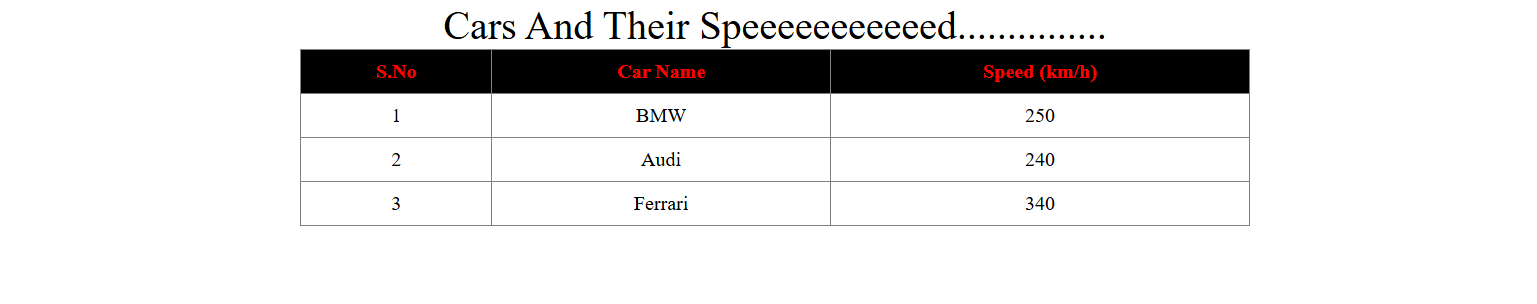 Cars And Their Speeeeeeeeeeed...............
S.No Car Name Speed (km/h)
1 BMW 250
2 Audi 240
3 Ferrari 340